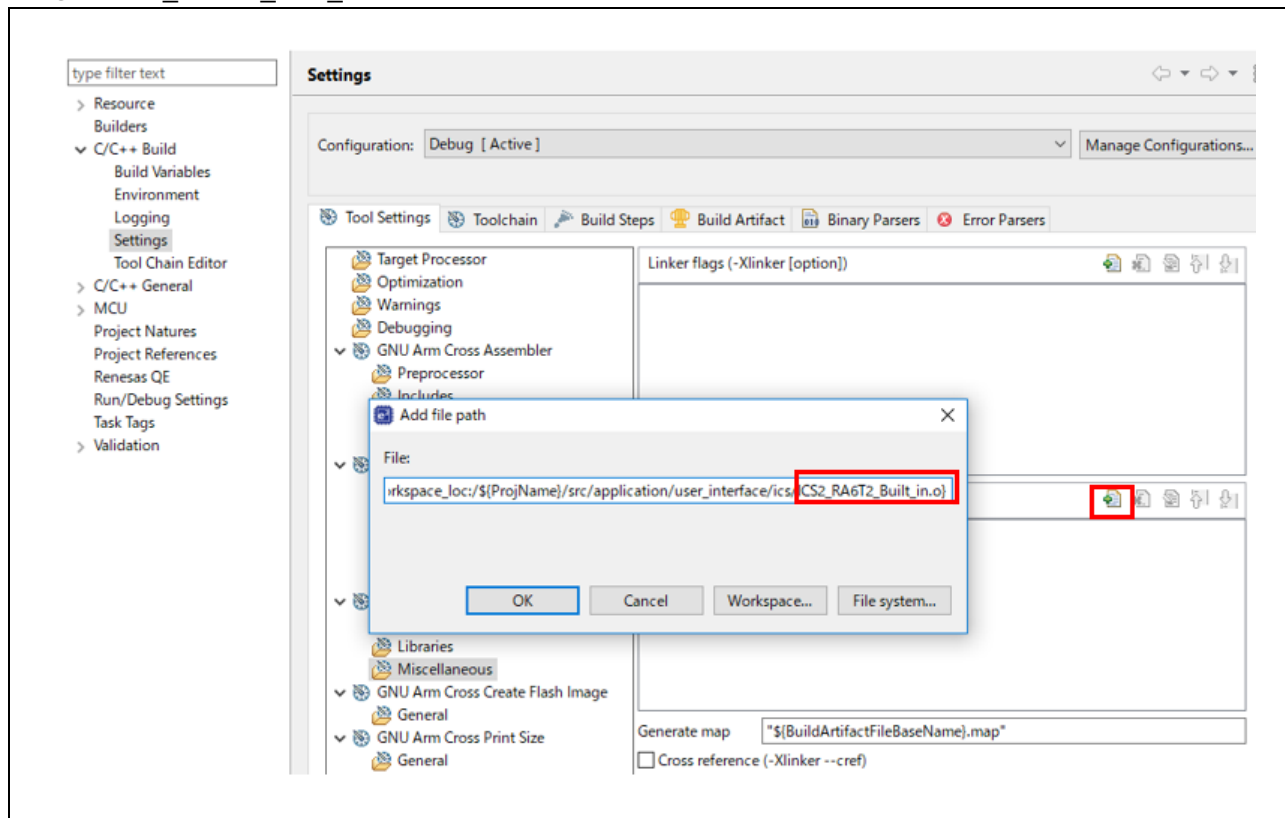 type filter text
Resource
Builders
C/C++ Build
Build Variables
Environment
Logging
Settings
Tool Chain Editor
C/C++ General
MCU
Project Natures
Project References
Renesas QE
Run/Debug Settings
Task Tags
Validation
Settings
Configuration: Debug [ Active ] Manage Configurations...
Tool Settings Toolchain Build Steps Build Artifact Binary Parsers Error Parsers
Target Processor
Optimization
Warnings
Debugging
GNU Arm Cross Assembler
Preprocessor
Includes
Linker flags (-Xlinker [option])
Add file path
File:
rkspace_loc:/${ProjName}/src/application/user_interface/ics/ICS2_RA6T2_Built_in.o}
OK Cancel Workspace... File system...
Libraries
Miscellaneous
GNU Arm Cross Create Flash Image
General
GNU Arm Cross Print Size
General
Generate map "${BuildArtifactFileBaseName}.map"
Cross reference (-Xlinker --cref)